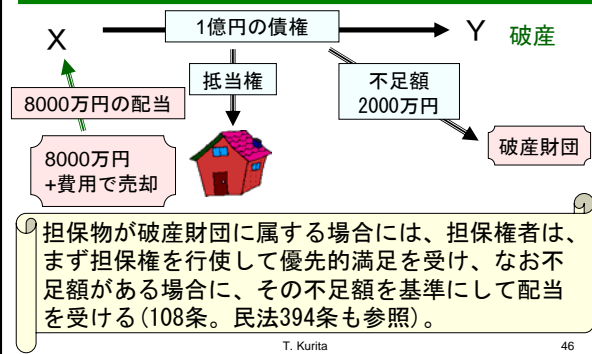 1億円の債権
X
Y 破産
抵当権
不足額
2000万円
8000万円の配当
8000万円
+費用で売却
破産財団
担保物が破産財団に属する場合には、担保権者は、
まず担保権を行使して優先的満足を受け、なお不
足額がある場合に、その不足額を基準にして配当
を受ける(108条。民法394条も参照)。
T. Kurita
46